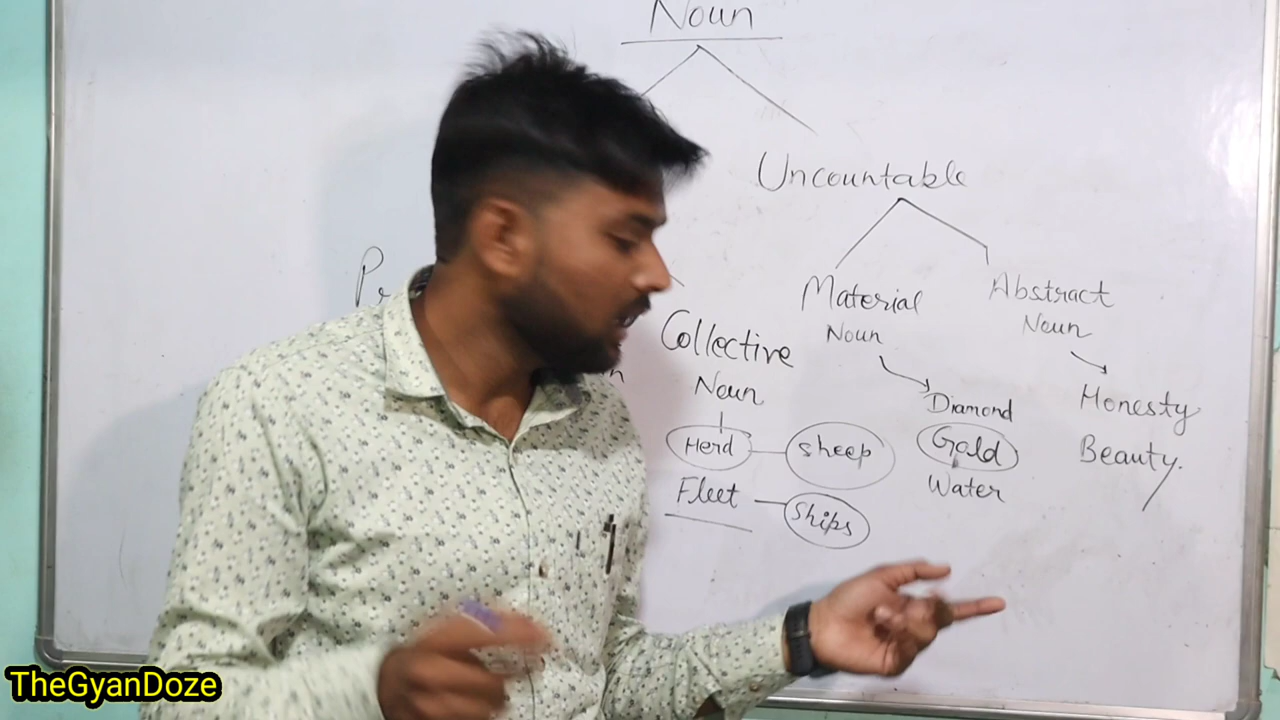 Noun
Uncountable
Material
Noun
Abstract
Noun
Collective
Noun
Diamond
Gold
Water
Honesty
Beauty.
Herd
sheep
Fleet
Ships
TheGyanDoze